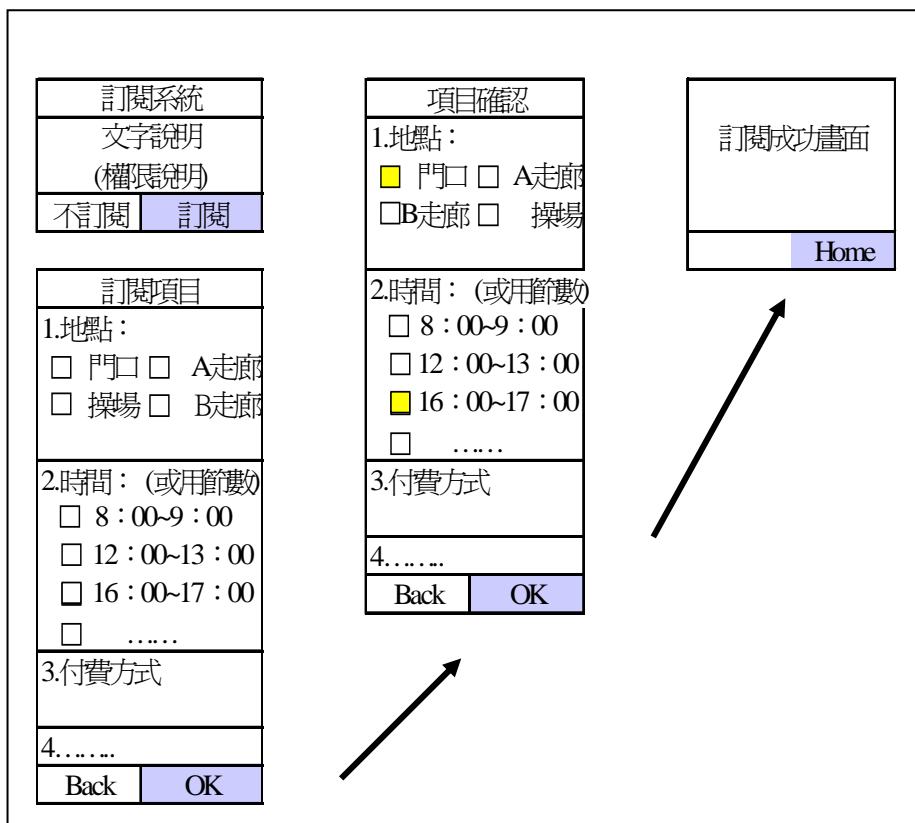 訂閱系統
文字說明
(權限說明)
不訂閱 訂閱
訂閱項目
1.地點：
□ 門口 □ A走廊
□ 操場 □ B走廊
2.時間： (或用節數)
□ 8：00~9：00
□ 12：00~13：00
□ 16：00~17：00
□ ……
3.付費方式
4……..
Back OK
項目確認
1.地點：
■ 門口 □ A走廊
□B走廊 □ 操場
2.時間： (或用節數)
□ 8：00~9：00
□ 12：00~13：00
■ 16：00~17：00
□ ……
3.付費方式
4……..
Back OK
訂閱成功畫面
Home